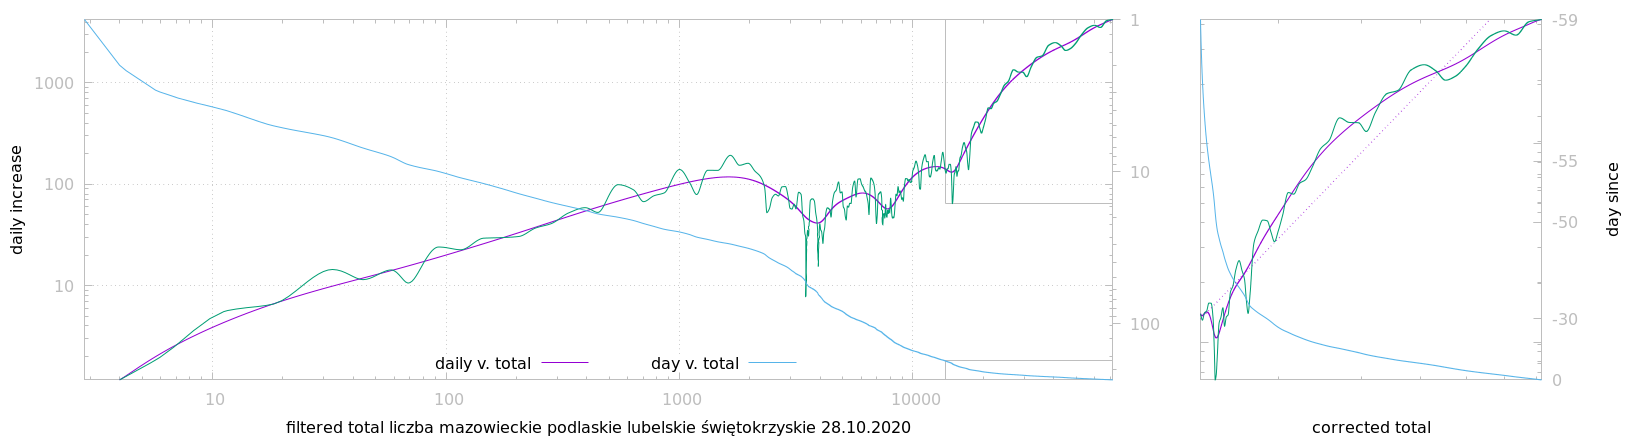 daily increase
1000
100
10
10
100
1000
10000
1
10
100
daily v. total
day v. total
filtered total liczba mazowieckie podlaskie lubelskie świętokrzyskie 28.10.2020
-59
-55
-50
-30
0
day since
corrected total